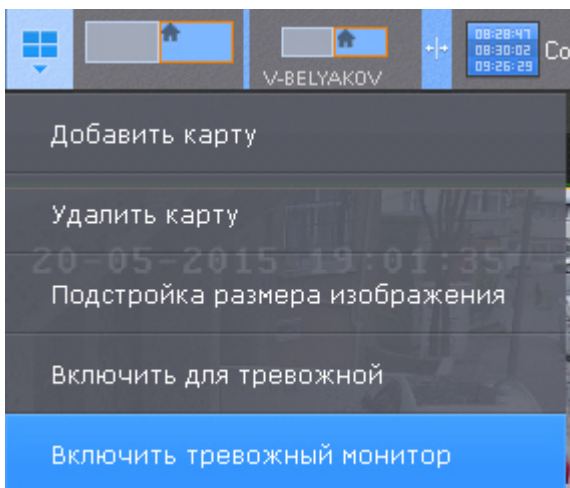 08:28:47
08:30:02
09:26:29
Co
V-BELYAKOV
Добавить карту
Удалить карту
20-05-2015 19:01:35
Подстройка размера изображения
Включить для тревожной
Включить тревожный монитор